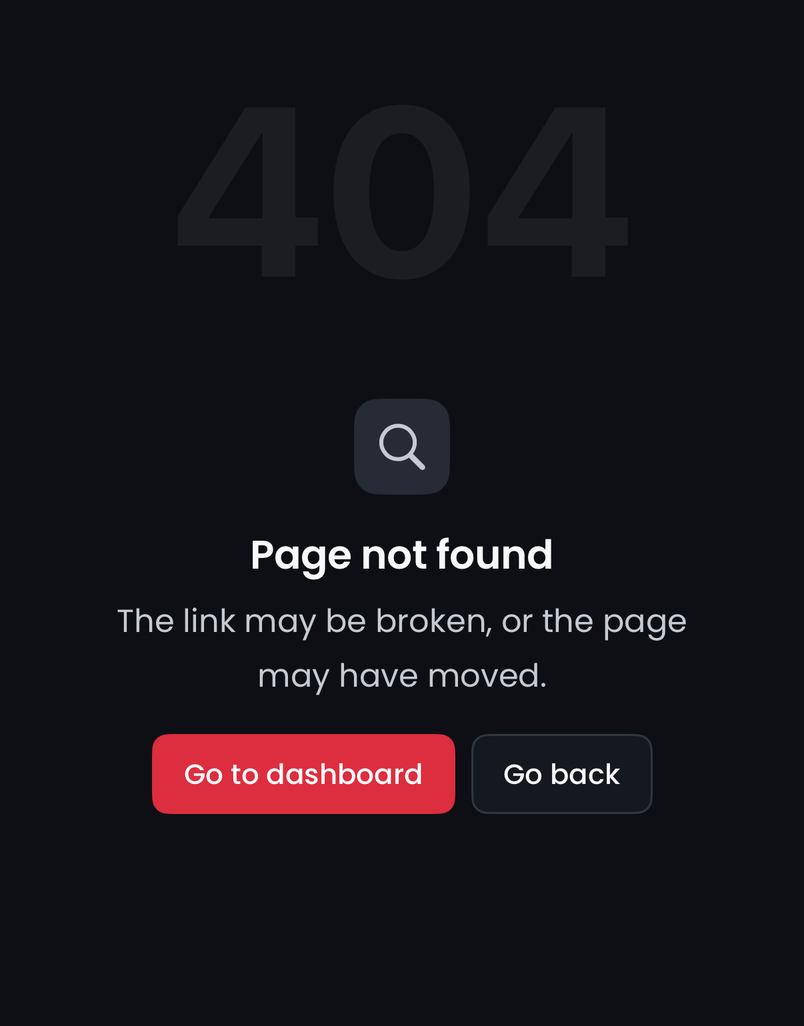 404
Page not found
The link may be broken, or the page
may have moved.
Go to dashboard
Go back